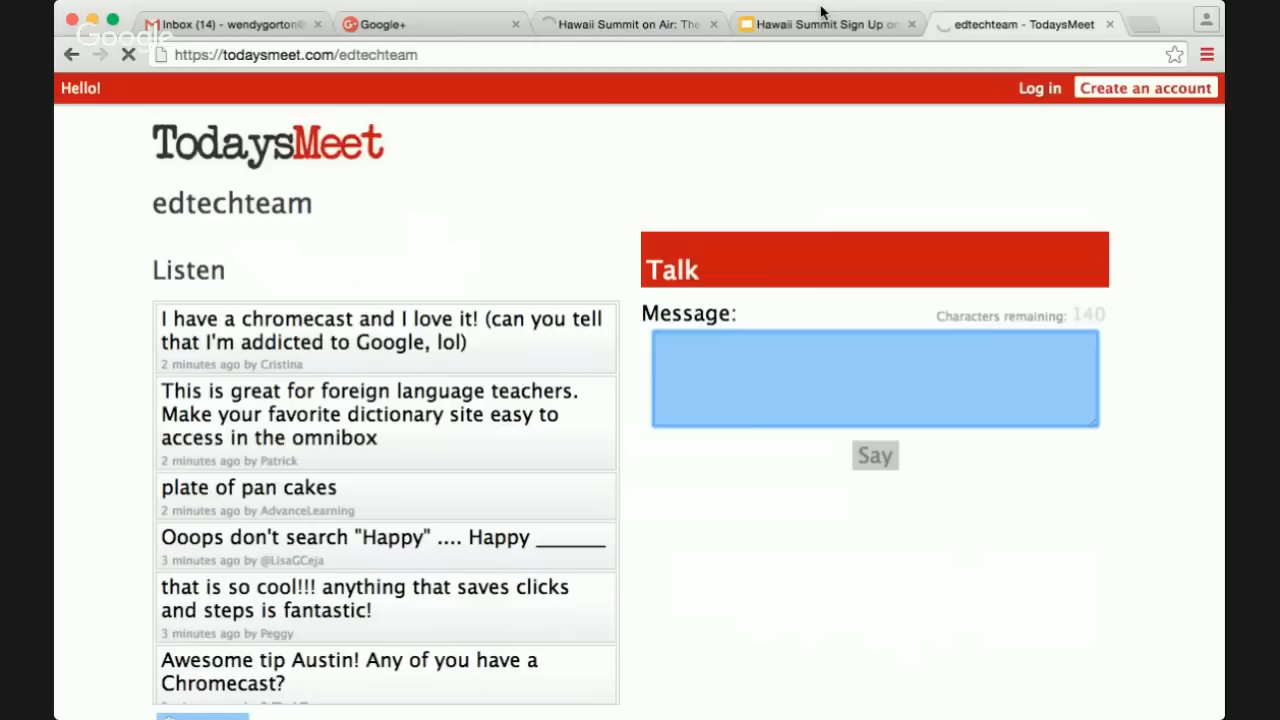 Inbox (14) - wendygorton@
Google+
Hawaii Summit on Air: The
Hawaii Summit Sign Up on
edtechteam - TodaysMeet
Google
https://todaysmeet.com/edtechteam
Hello!
Log in
Create an account
TodaysMeet
edtechteam
Listen
I have a chromecast and I love it! (can you tell
that I'm addicted to Google, lol)
2 minutes ago by Cristina
This is great for foreign language teachers.
Make your favorite dictionary site easy to
access in the omnibox
2 minutes ago by Patrick
plate of pan cakes
2 minutes ago by AdvanceLearning
Ooops don't search "Happy" .... Happy ______
3 minutes ago by @LisaGCeja
that is so cool!!! anything that saves clicks
and steps is fantastic!
3 minutes ago by Peggy
Awesome tip Austin! Any of you have a
Chromecast?
Talk
Message:
Characters remaining: 140
Say